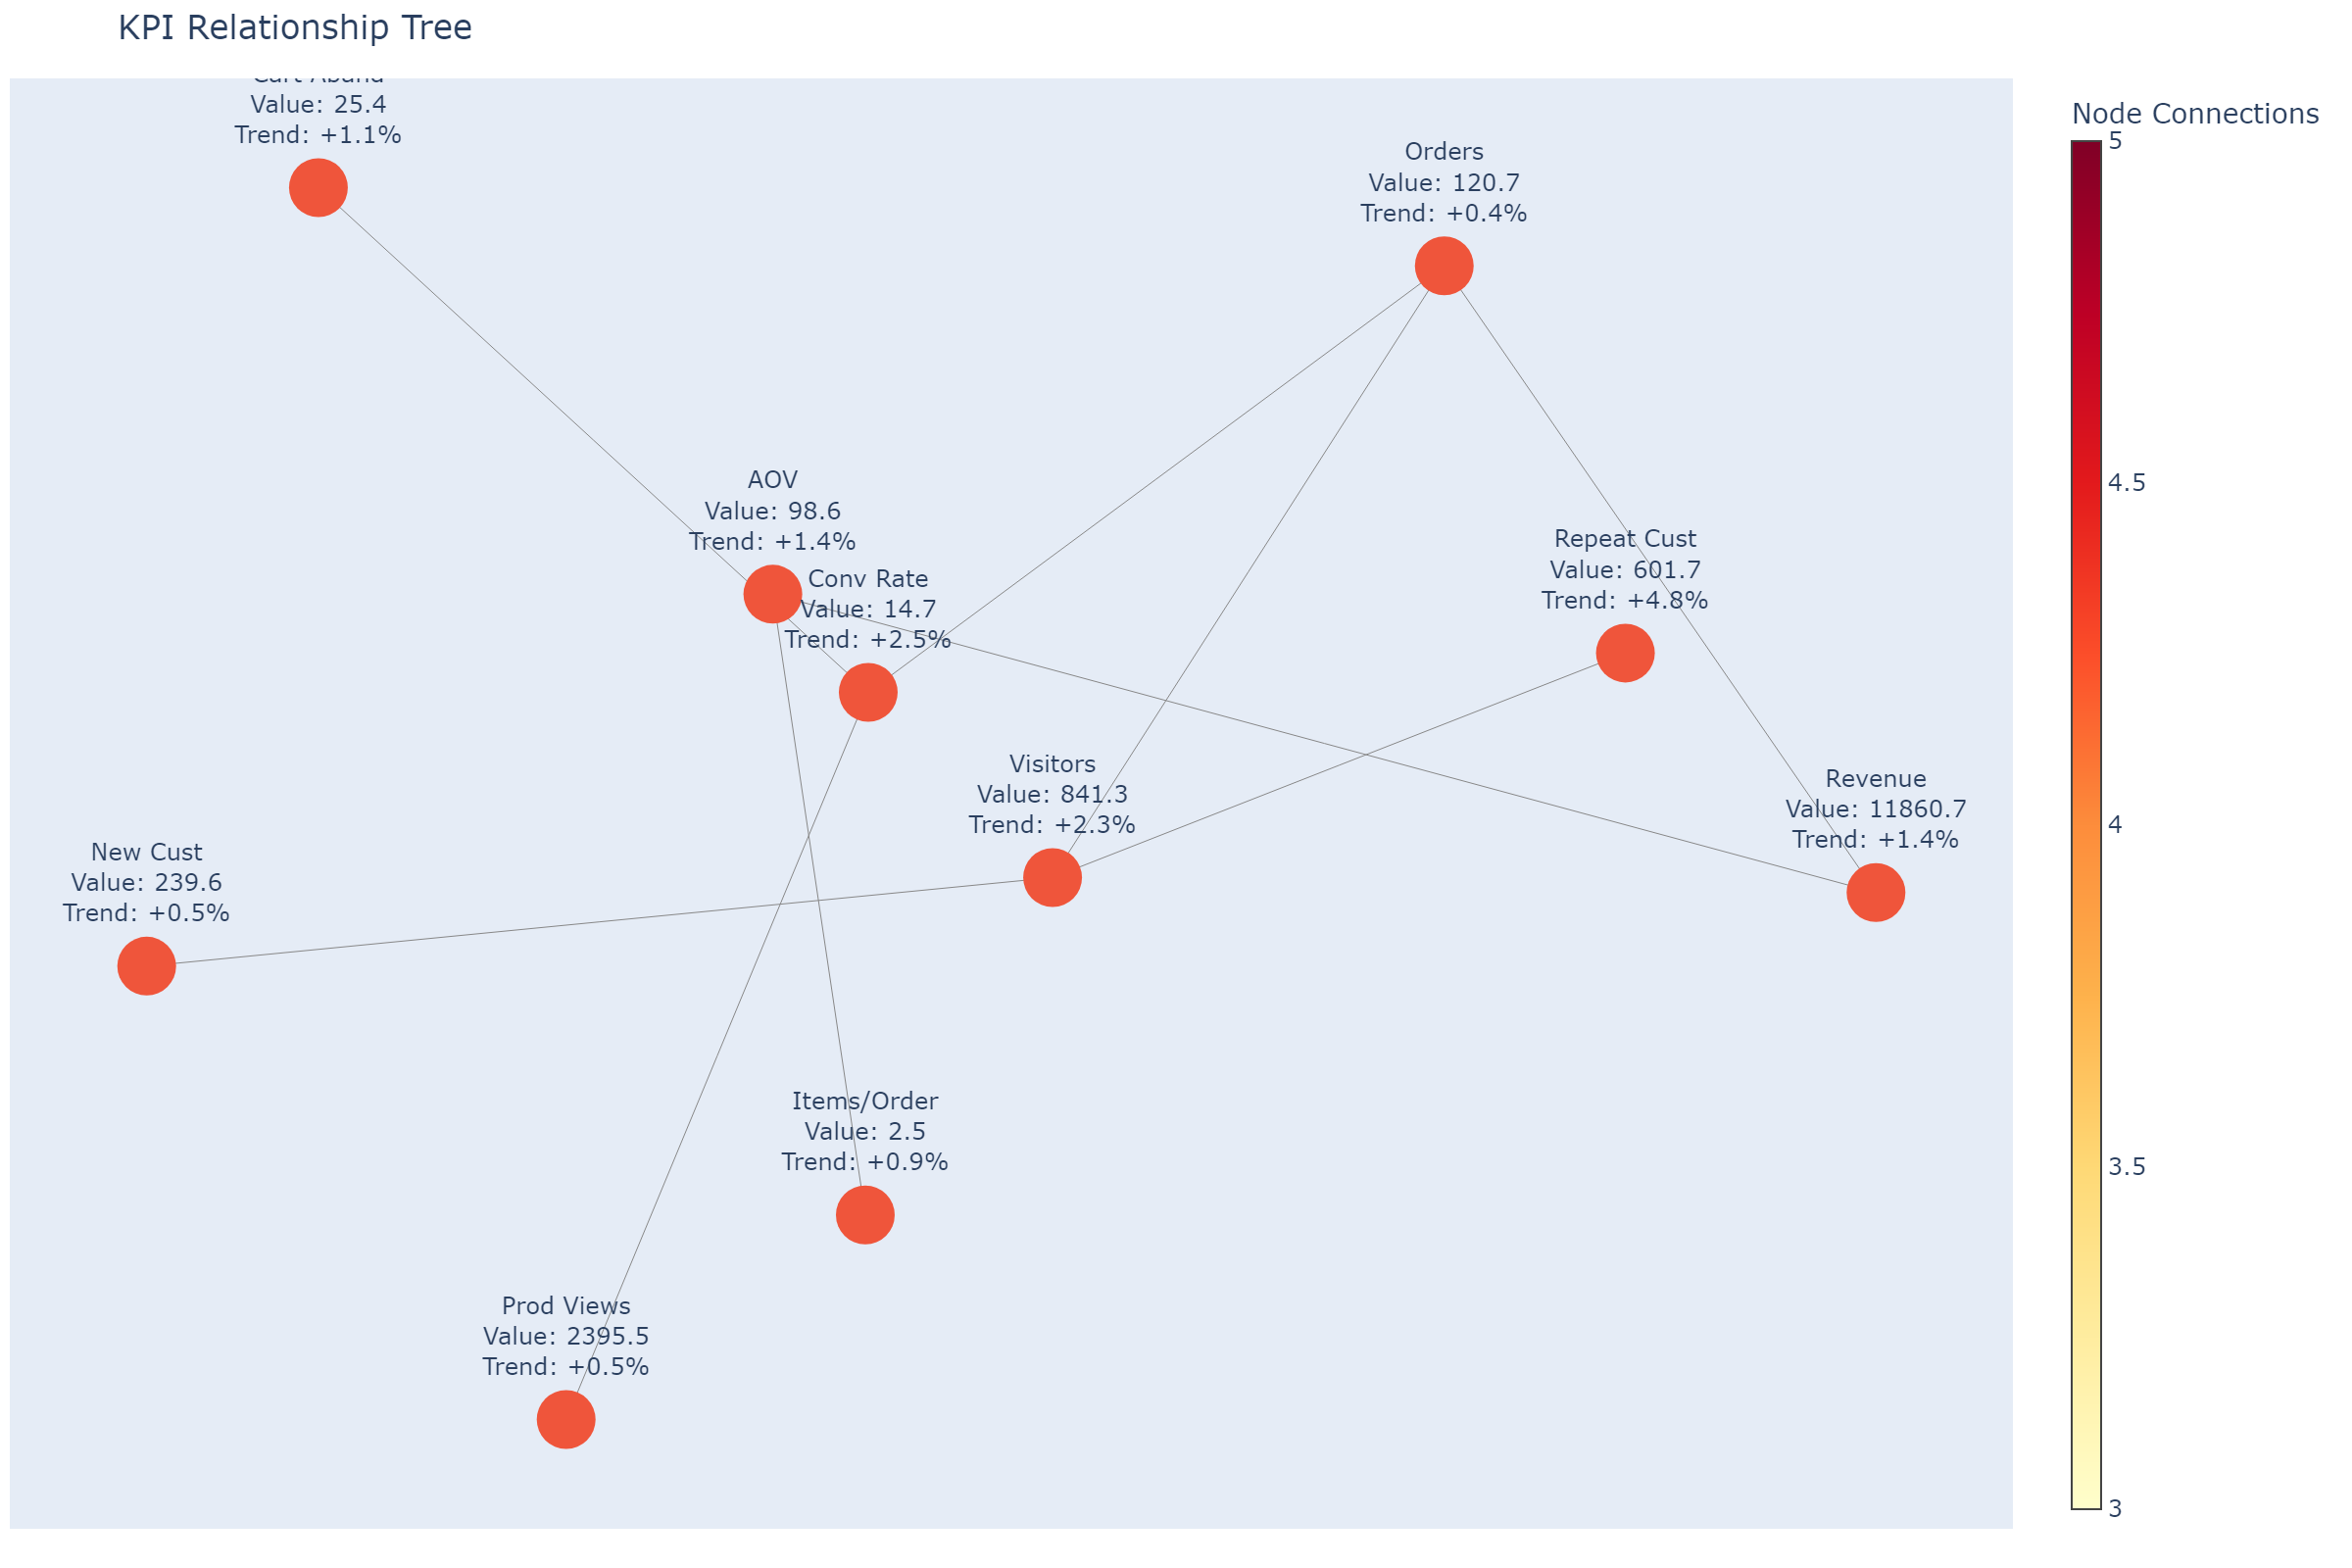 KPI Relationship Tree
Cart Aband
Value: 25.4
Trend: +1.1%
Orders
Value: 120.7
Trend: +0.4%
AOV
Value: 98.6
Trend: +1.4%
Conv Rate
Value: 14.7
Trend: +2.5%
Repeat Cust
Value: 601.7
Trend: +4.8%
Visitors
Value: 841.3
Trend: +2.3%
Revenue
Value: 11860.7
Trend: +1.4%
New Cust
Value: 239.6
Trend: +0.5%
Items/Order
Value: 2.5
Trend: +0.9%
Prod Views
Value: 2395.5
Trend: +0.5%
Node Connections
5
4.5
4
3.5
3